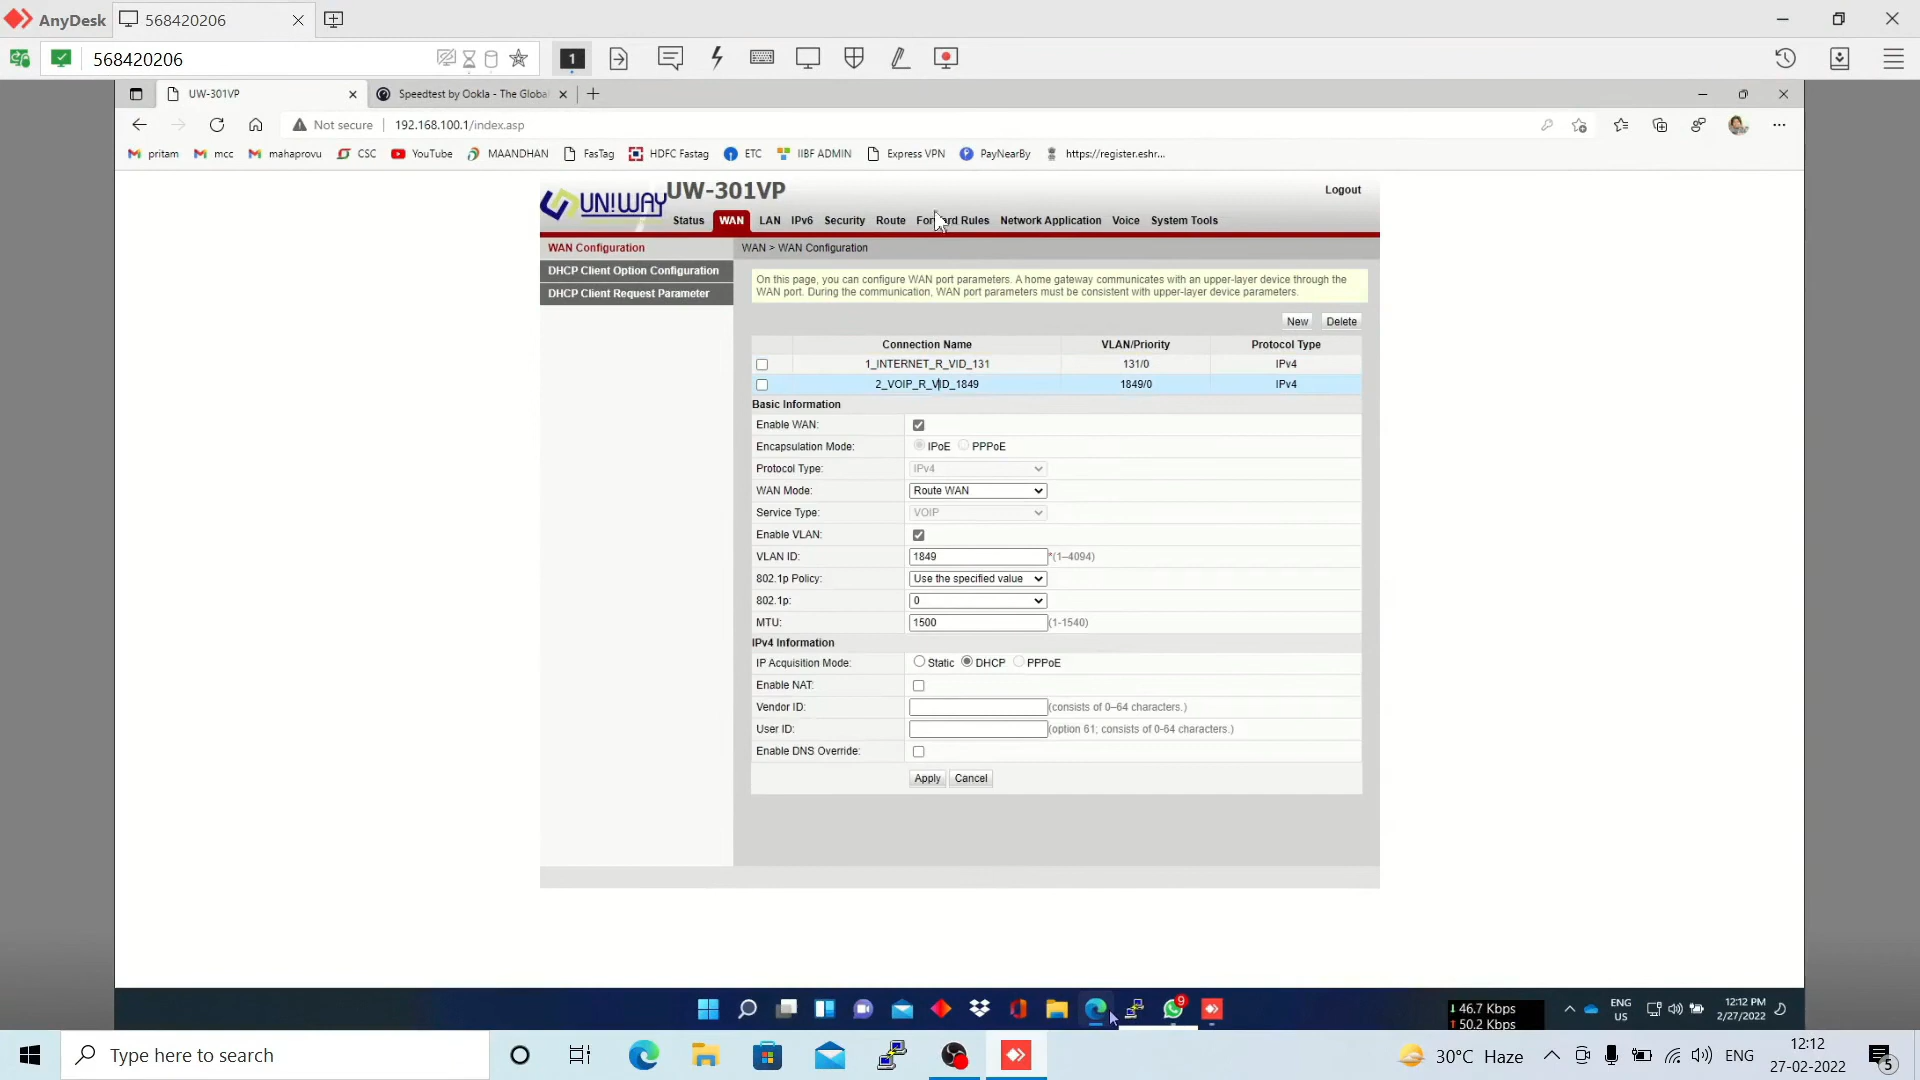 AnyDesk
568420206
568420206
1
UW-301VP
Speedtest by Ookla - The Globa
Not secure
192.168.100.1/index.asp
pritam
mcc
mahaprovu
CSC
YouTube
MAANDHAN
FasTag
HDFC Fastag
ETC
IIBF ADMIN
Express VPN
PayNearBy
https://register.eshr...
UN!WAY
UW-301VP
Logout
Status
WAN
LAN
IPv6
Security
Route
Forward Rules
Network Application
Voice
System Tools
WAN Configuration
DHCP Client Option Configuration
DHCP Client Request Parameter
WAN > WAN Configuration
On this page, you can configure WAN port parameters. A home gateway communicates with an upper-layer device through the
WAN port. During the communication, WAN port parameters must be consistent with upper-layer device parameters.
New
Delete
Connection Name
VLAN/Priority
Protocol Type
1_INTERNET_R_VID_131
131/0
IPv4
2_VOIP_R_VID_1849
1849/0
IPv4
Basic Information
Enable WAN:
Encapsulation Mode:
IPoE
PPPoE
Protocol Type:
IPv4
WAN Mode:
Route WAN
Service Type:
VOIP
Enable VLAN:
VLAN ID:
1849
*(1–4094)
802.1p Policy:
Use the specified value
802.1p:
0
MTU:
1500
(1-1540)
IPv4 Information
IP Acquisition Mode:
Static
DHCP
PPPoE
Enable NAT:
Vendor ID:
(consists of 0–64 characters.)
User ID:
(option 61; consists of 0-64 characters.)
Enable DNS Override:
Apply
Cancel
9
46.7 Kbps
50.2 Kbps
ENG
US
12:12 PM
2/27/2022
Type here to search
30°C Haze
ENG
12:12
27-02-2022
5